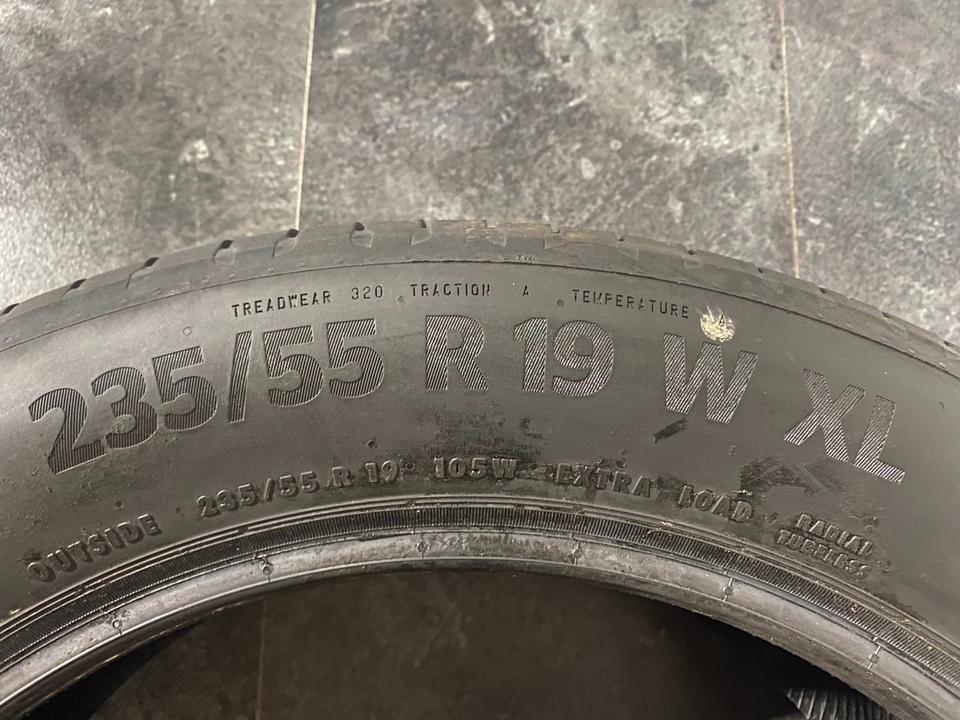 TREADWEAR 320 TRACTION A TEMPERATURE A
235/55 R 19 W XL
OUTSIDE 235/55 R 19 105W EXTRA LOAD
RADIAL
TUBELESS